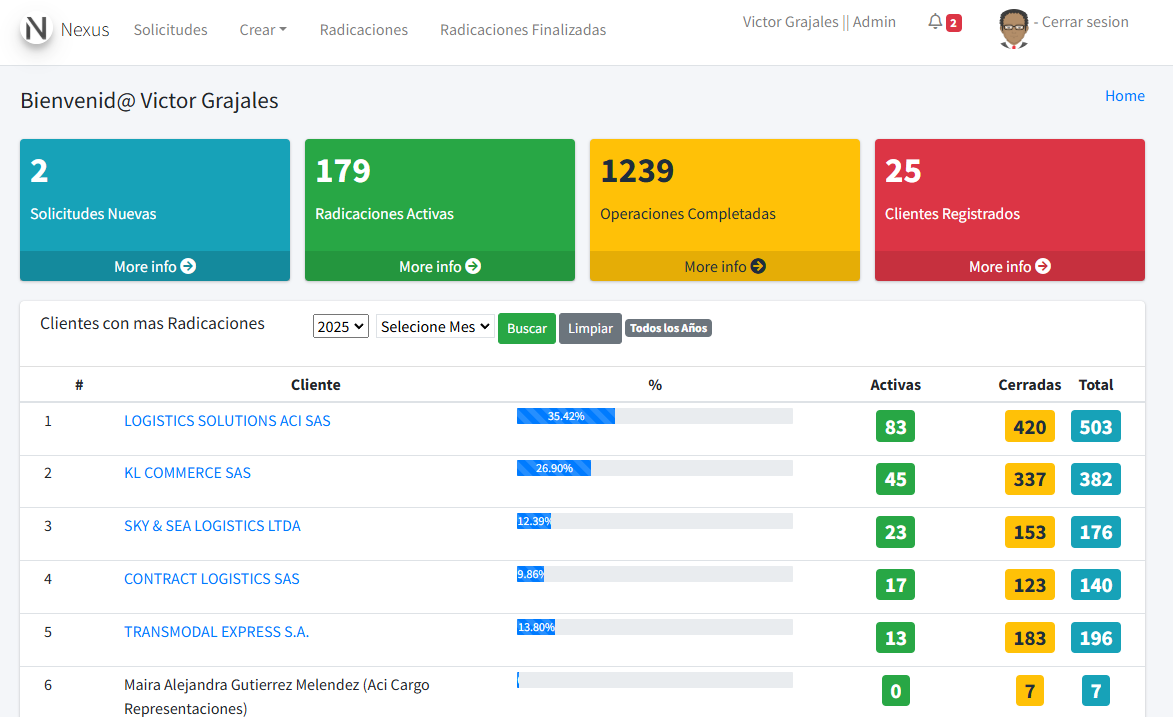 N Nexus Solicitudes Crear Radicaciones Radicaciones Finalizadas Victor Grajales || Admin 2 - Cerrar sesion
Bienvenid@ Victor Grajales Home
2 179 1239 25
Solicitudes Nuevas Radicaciones Activas Operaciones Completadas Clientes Registrados
More info More info More info More info
Clientes con mas Radicaciones 2025 Selecione Mes Buscar Limpiar Todos los Años
# Cliente % Activas Cerradas Total
1 LOGISTICS SOLUTIONS ACI SAS 35.42% 83 420 503
2 KL COMMERCE SAS 26.90% 45 337 382
3 SKY & SEA LOGISTICS LTDA 12.39% 23 153 176
4 CONTRACT LOGISTICS SAS 9.86% 17 123 140
5 TRANSMODAL EXPRESS S.A. 13.80% 13 183 196
6 Maira Alejandra Gutierrez Melendez (Aci Cargo 0 7 7
Representaciones)